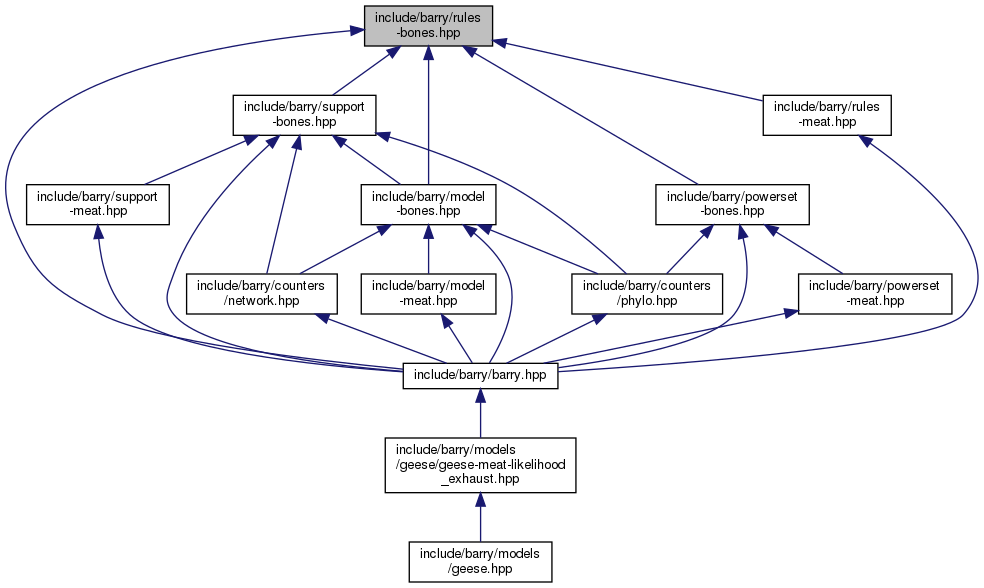 include/barry/rules
-bones.hpp
include/barry/support
-bones.hpp
include/barry/rules
-meat.hpp
include/barry/support
-meat.hpp
include/barry/model
-bones.hpp
include/barry/powerset
-bones.hpp
include/barry/counters
/network.hpp
include/barry/model
-meat.hpp
include/barry/counters
/phylo.hpp
include/barry/powerset
-meat.hpp
include/barry/barry.hpp
include/barry/models
/geese/geese-meat-likelihood
_exhaust.hpp
include/barry/models
/geese.hpp